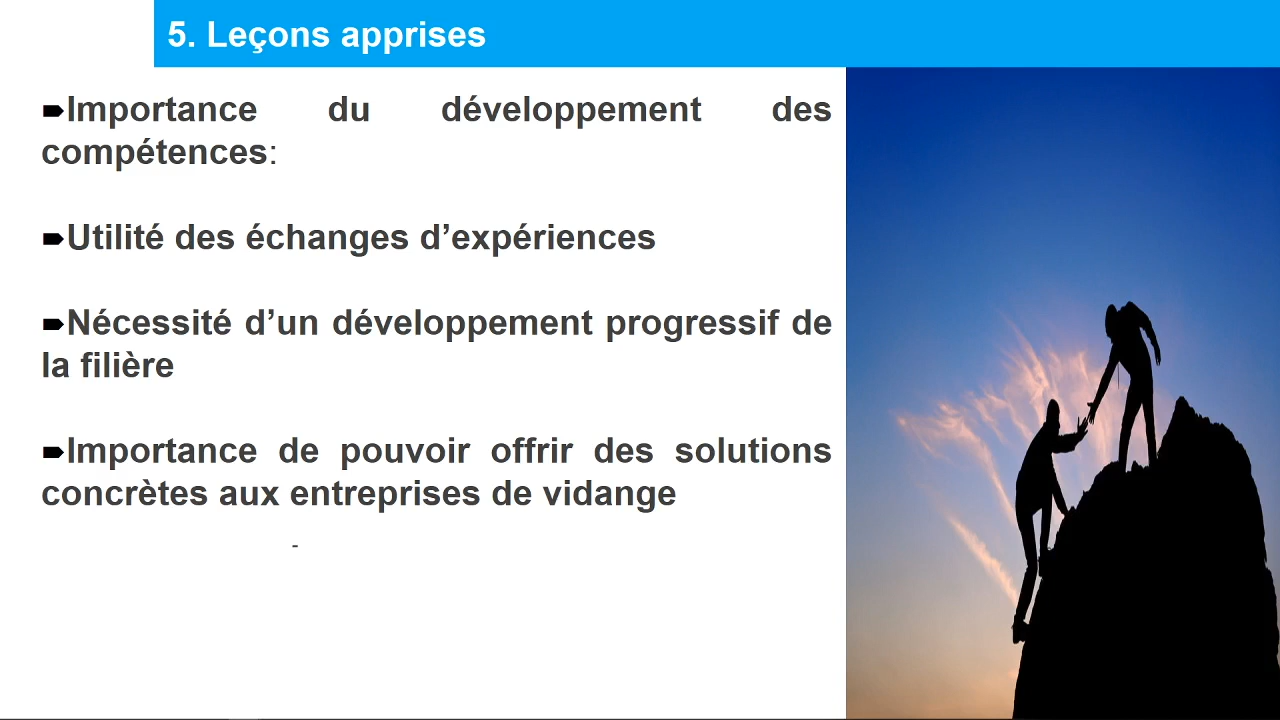 5. Leçons apprises
➨Importance du développement des
compétences:
➨Utilité des échanges d’expériences
➨Nécessité d’un développement progressif de
la filière
➨Importance de pouvoir offrir des solutions
concrètes aux entreprises de vidange
-